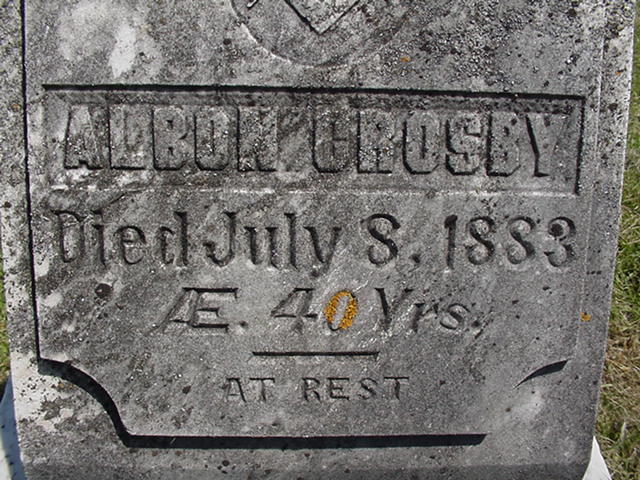 ALBON CROSBY
Died July 8, 1883
Æ. 40 Yrs.
AT REST